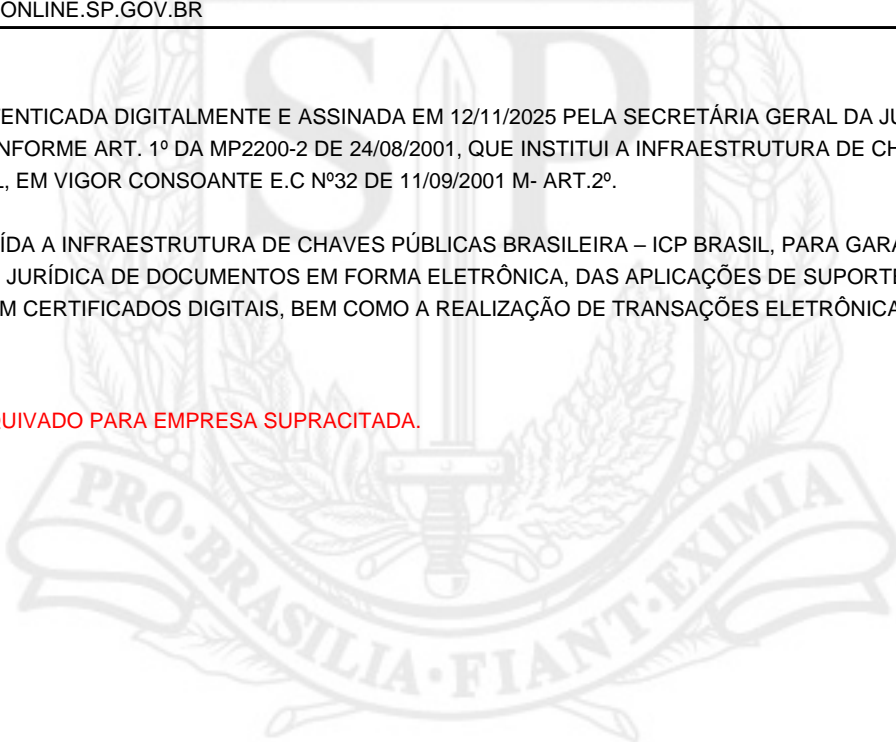 ONLINE.SP.GOV.BR
ENTICADA DIGITALMENTE E ASSINADA EM 12/11/2025 PELA SECRETÁRIA GERAL DA JU
NFORME ART. 1º DA MP2200-2 DE 24/08/2001, QUE INSTITUI A INFRAESTRUTURA DE CH
L, EM VIGOR CONSOANTE E.C Nº32 DE 11/09/2001 M- ART.2º.
ÍDA A INFRAESTRUTURA DE CHAVES PÚBLICAS BRASILEIRA – ICP BRASIL, PARA GARA
JURÍDICA DE DOCUMENTOS EM FORMA ELETRÔNICA, DAS APLICAÇÕES DE SUPORTE
M CERTIFICADOS DIGITAIS, BEM COMO A REALIZAÇÃO DE TRANSAÇÕES ELETRÔNICA
QUIVADO PARA EMPRESA SUPRACITADA.
SP
PRO·BRASILIA·FIANT·EXIMIA